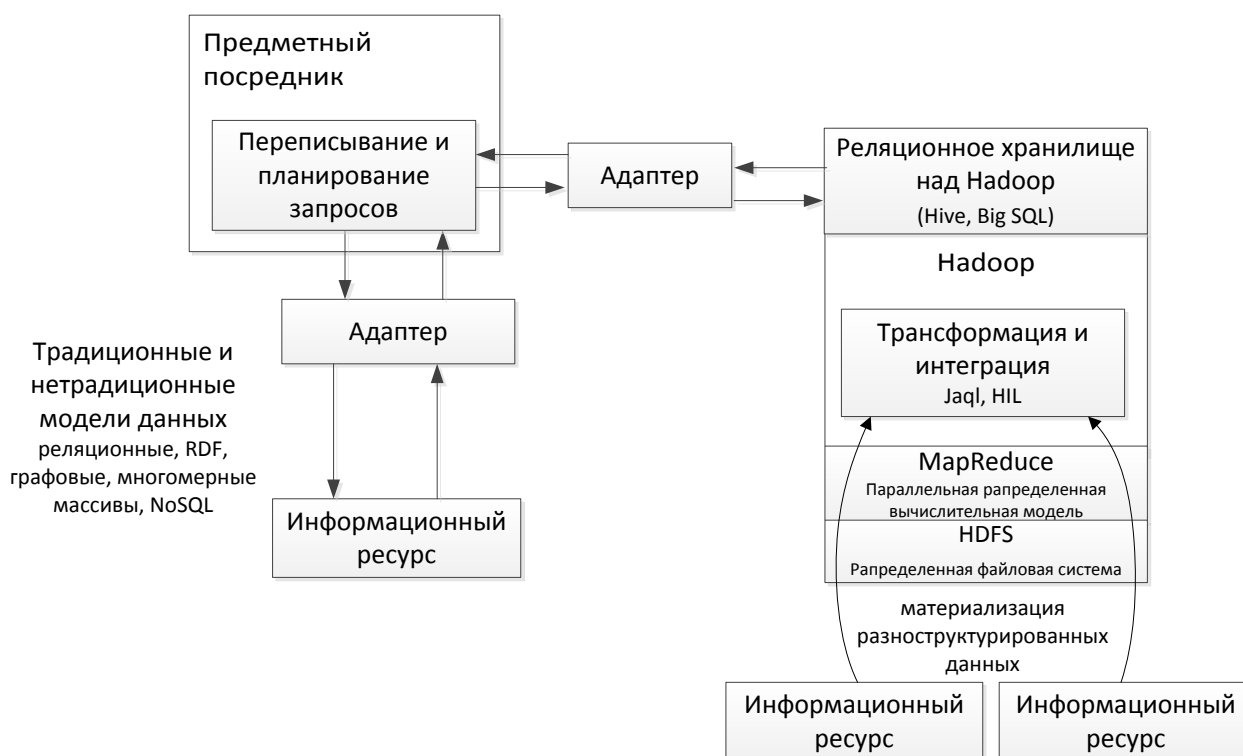 Предметный
посредник
Переписывание и
планирование
запросов
Адаптер
Реляционное хранилище
над Hadoop
(Hive, Big SQL)
Hadoop
Трансформация и
интеграция
Jaql, HIL
MapReduce
Параллельная рапределенная
вычислительная модель
HDFS
Рапределенная файловая система
Адаптер
Традиционные и
нетрадиционные
модели данных
реляционные, RDF,
графовые, многомерные
массивы, NoSQL
Информационный
ресурс
материализация
разноструктурированных
данных
Информационный
ресурс
Информационный
ресурс